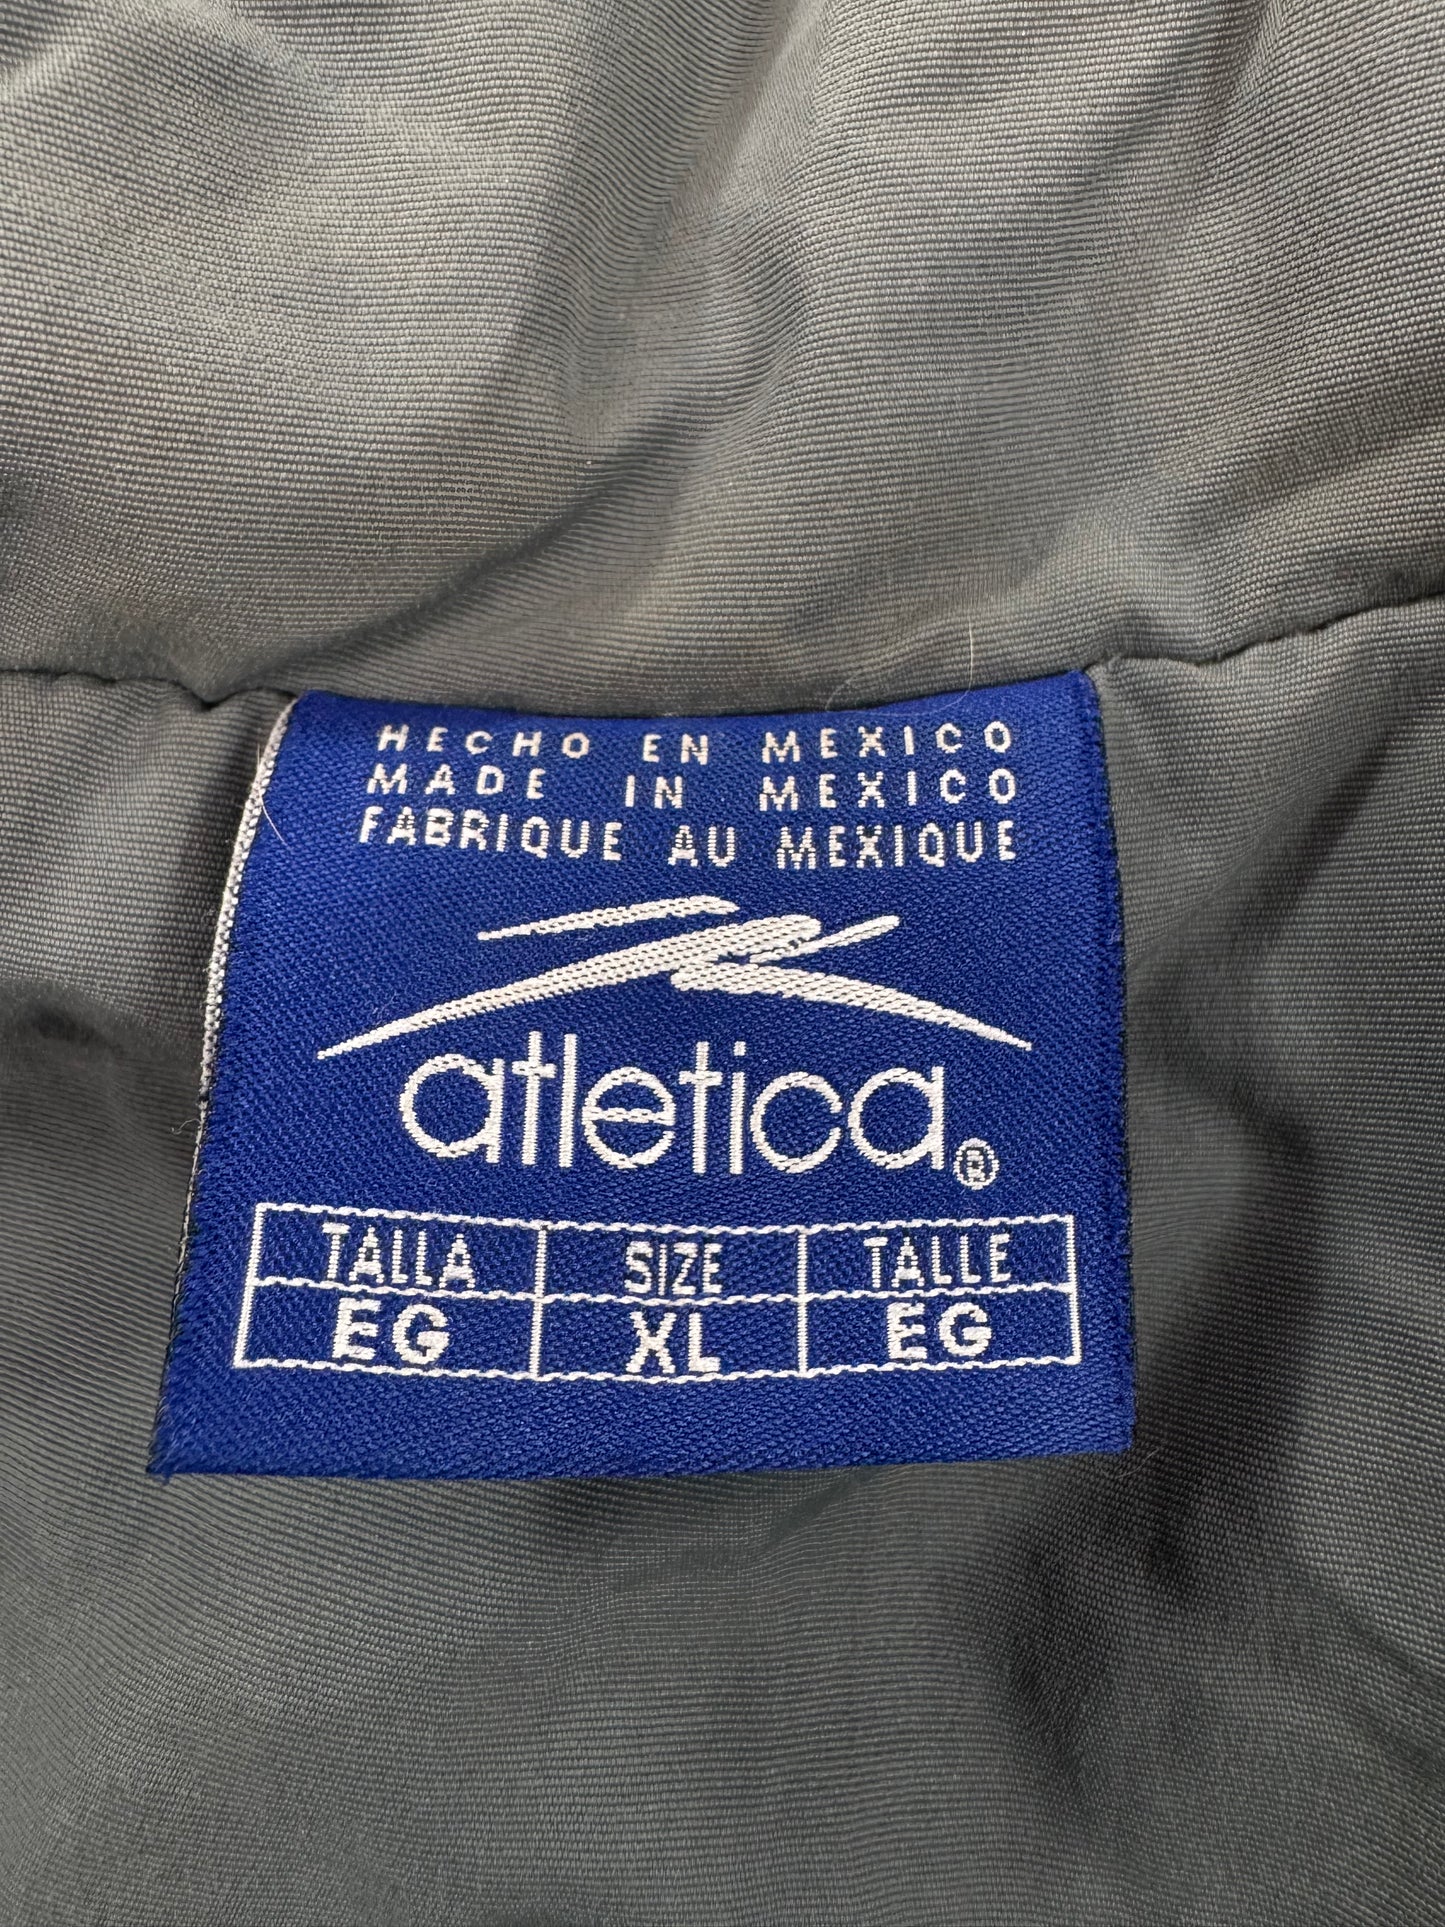 HECHO EN MEXICO
MADE IN MEXICO
FABRIQUE AU MEXIQUE
atletica®
TALLA SIZE TALLE
EG XL EG